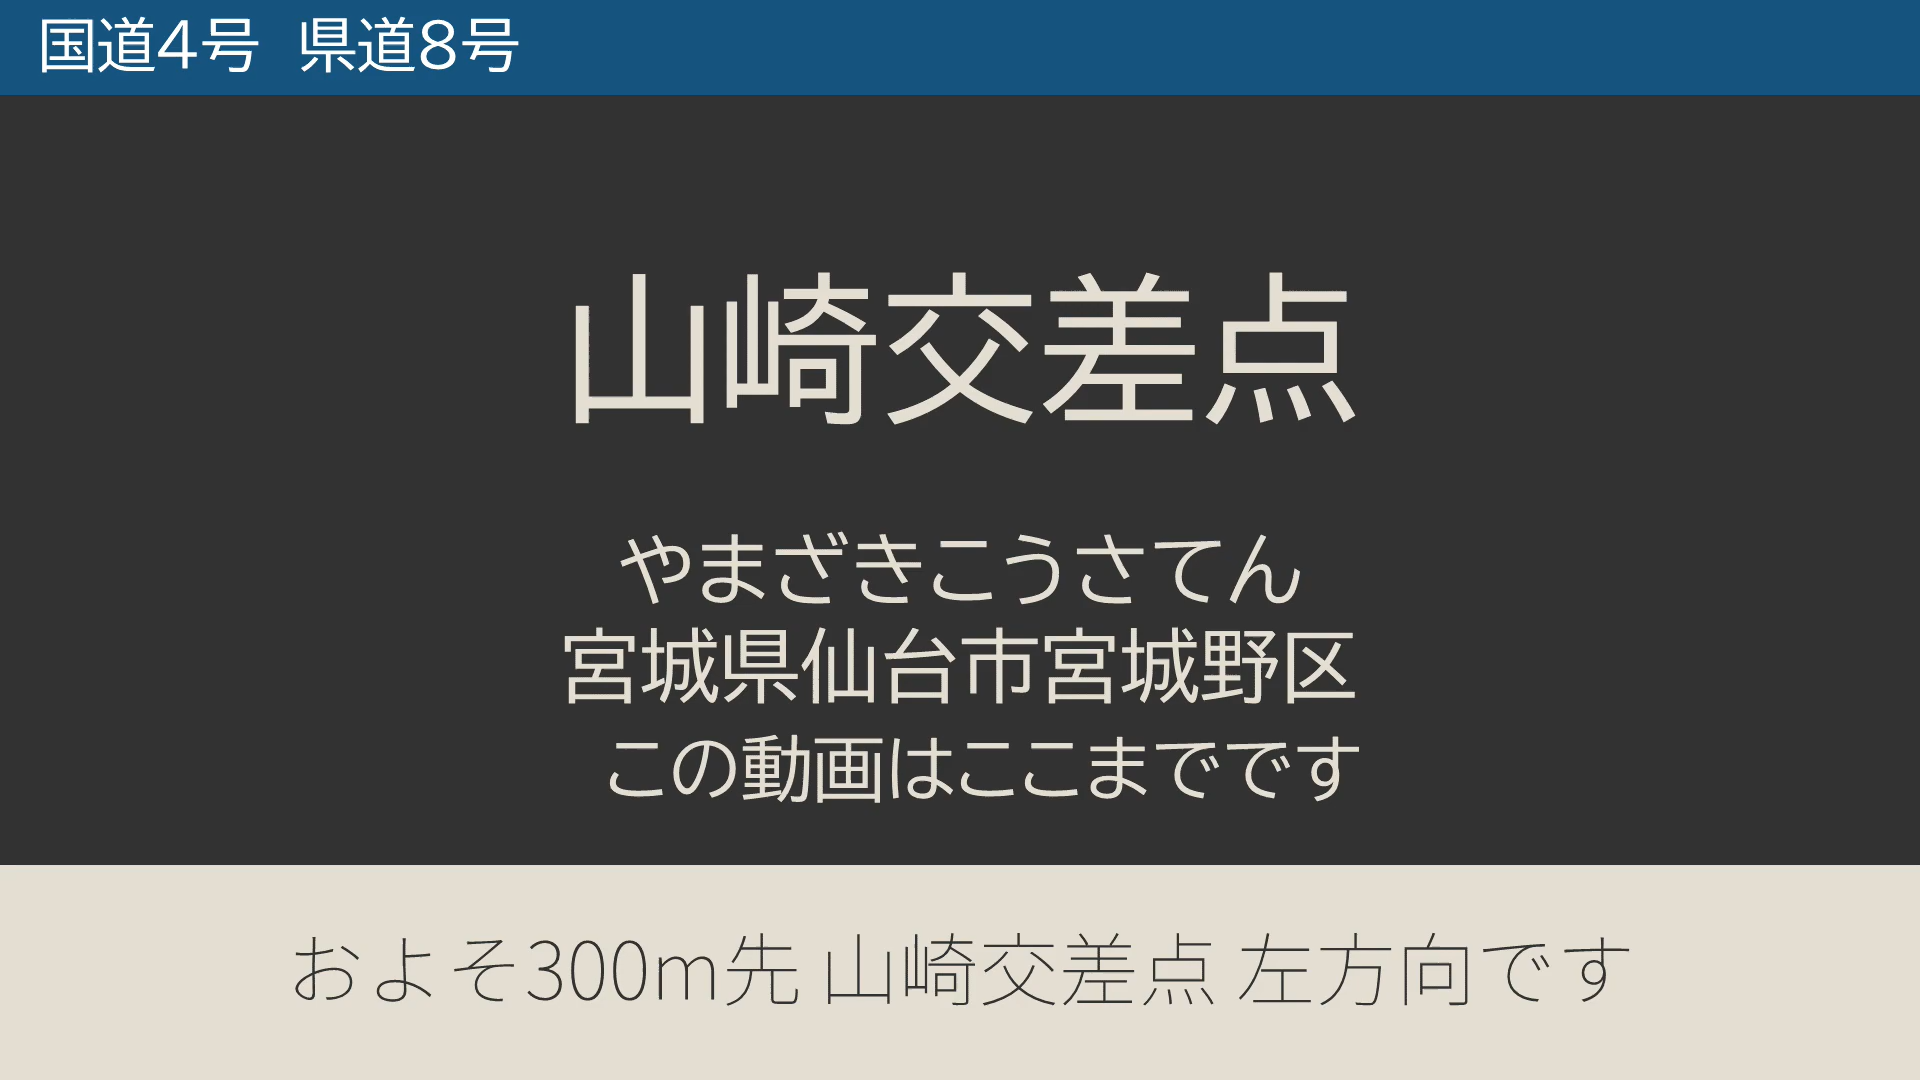 国道4号 県道8号
山崎交差点
やまざきこうさてん
宮城県仙台市宮城野区
この動画はここまでです
およそ300m先 山崎交差点 左方向です